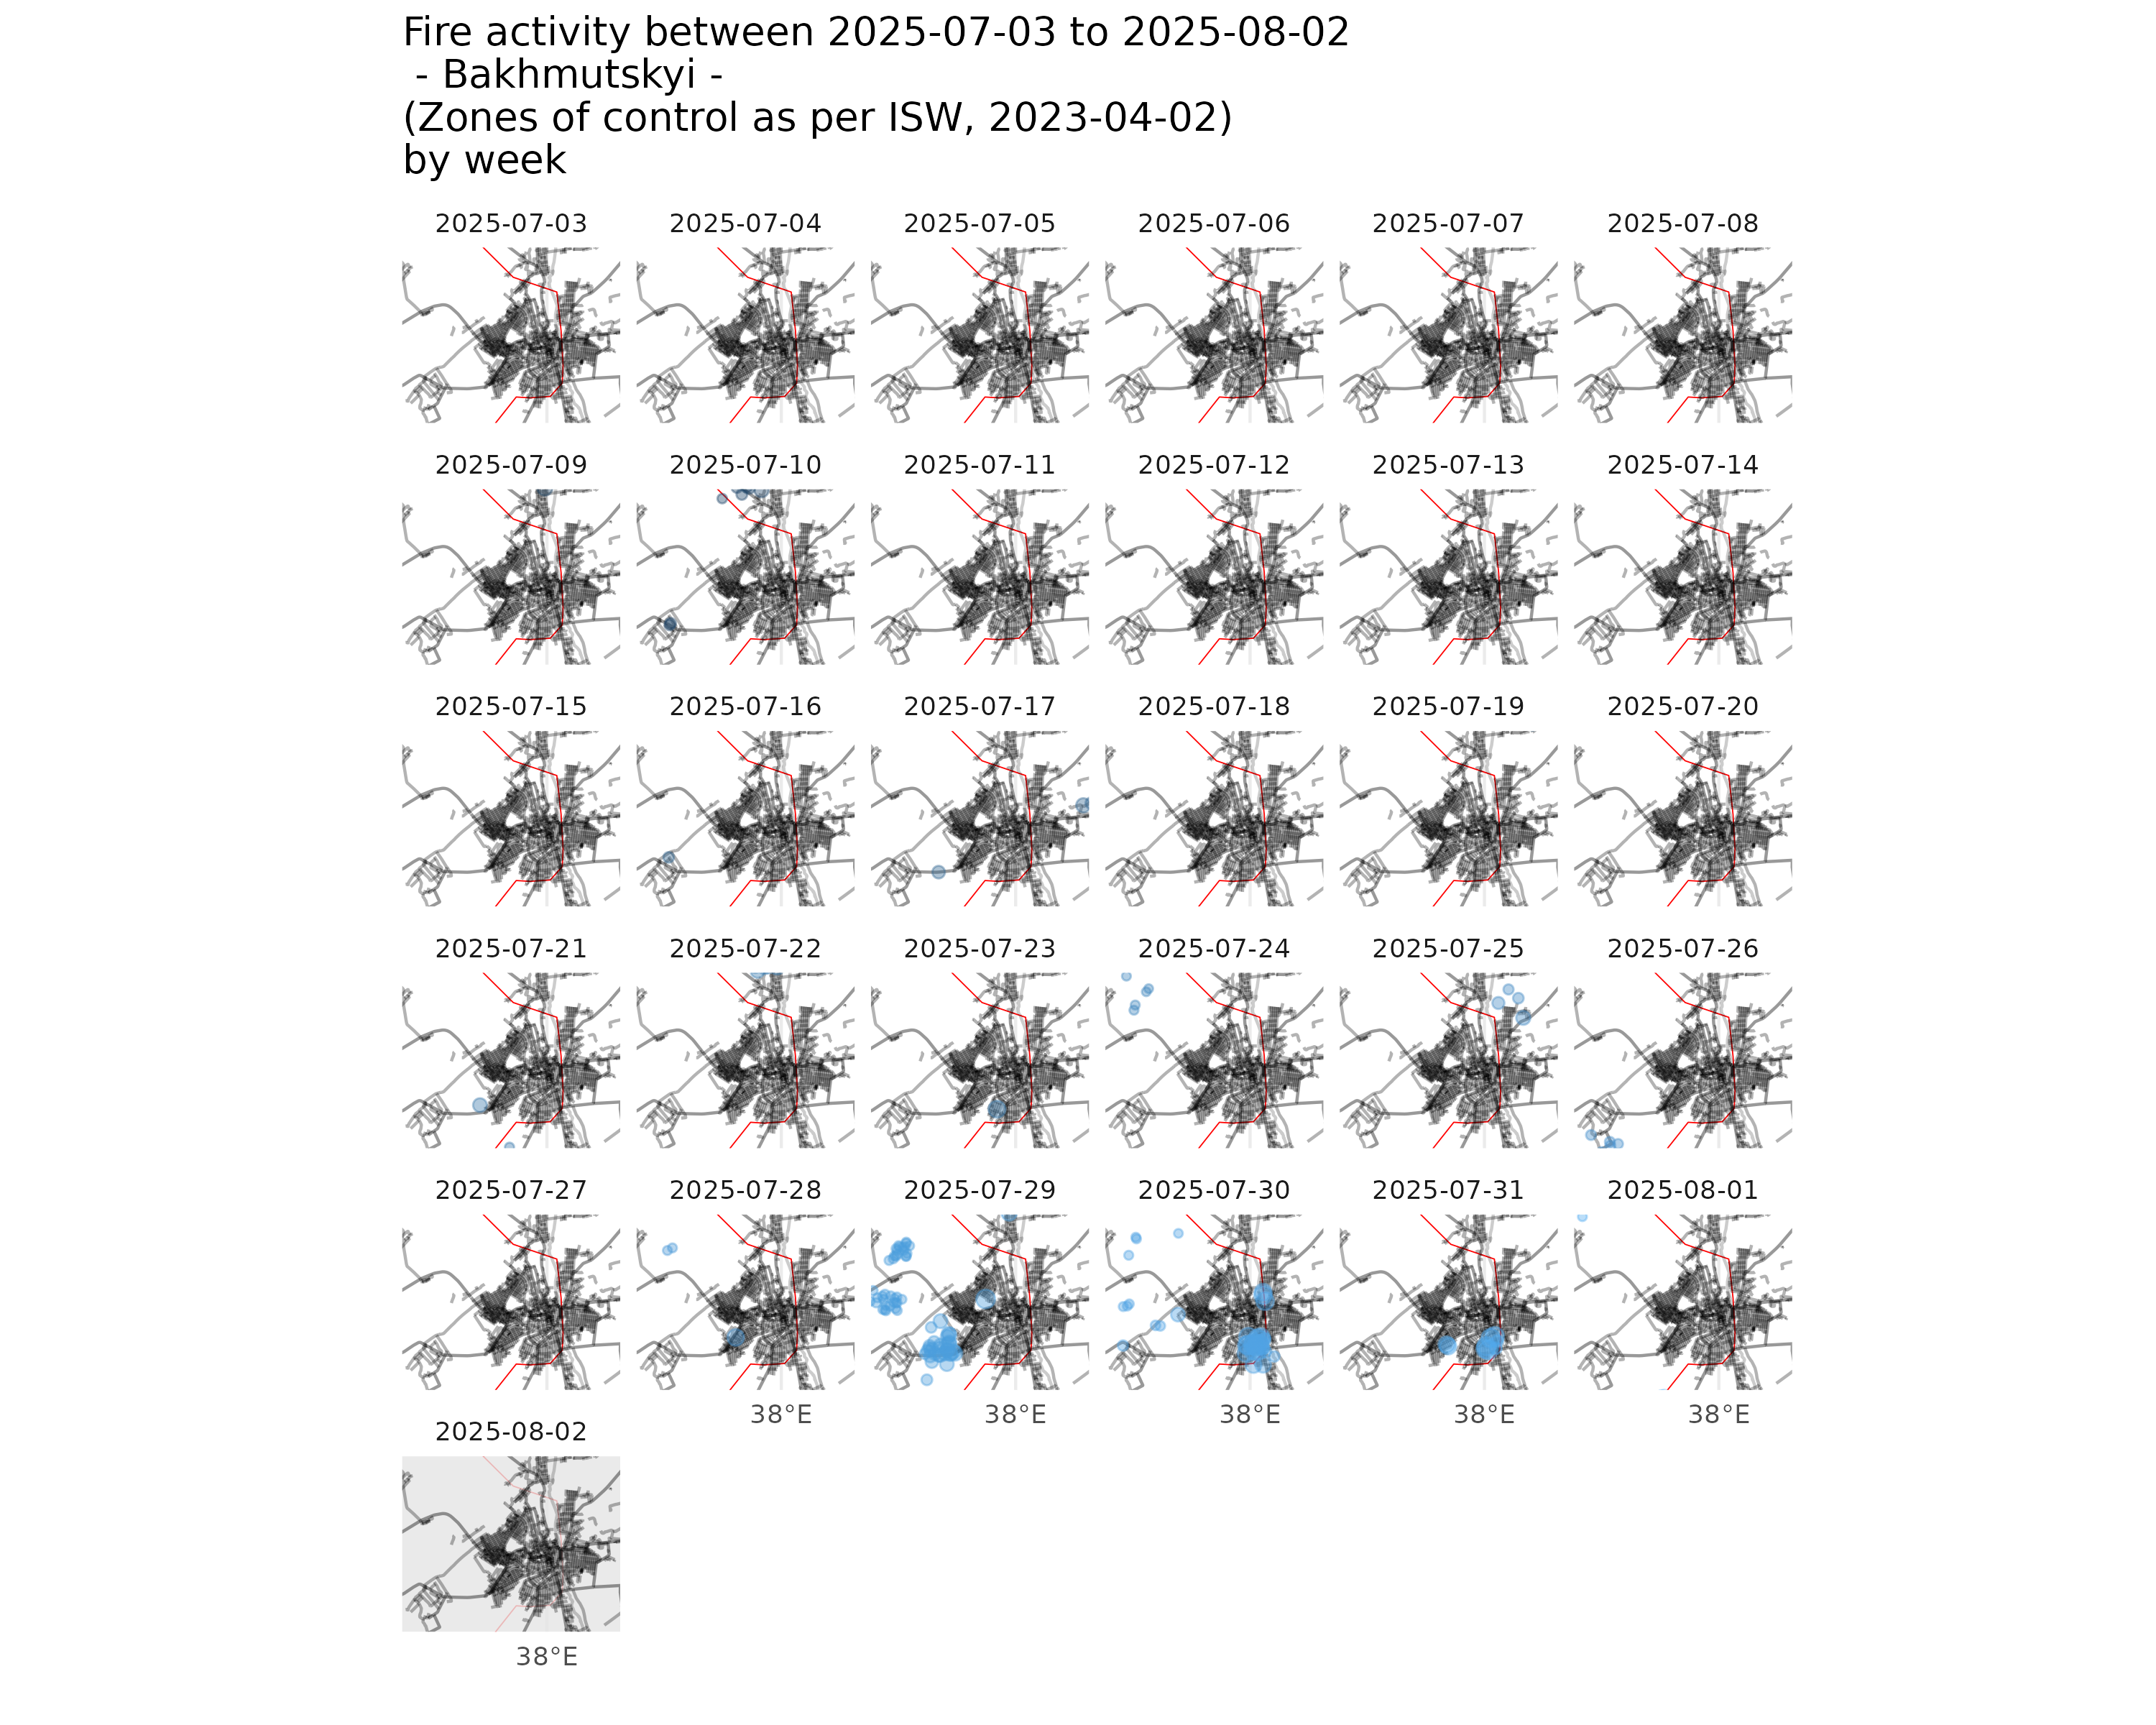 Fire activity between 2025-07-03 to 2025-08-02
- Bakhmutskyi -
(Zones of control as per ISW, 2023-04-02)
by week
2025-07-03 2025-07-04 2025-07-05 2025-07-06 2025-07-07 2025-07-08
2025-07-09 2025-07-10 2025-07-11 2025-07-12 2025-07-13 2025-07-14
2025-07-15 2025-07-16 2025-07-17 2025-07-18 2025-07-19 2025-07-20
2025-07-21 2025-07-22 2025-07-23 2025-07-24 2025-07-25 2025-07-26
2025-07-27 2025-07-28 2025-07-29 2025-07-30 2025-07-31 2025-08-01
38°E 38°E 38°E 38°E 38°E
2025-08-02
38°E